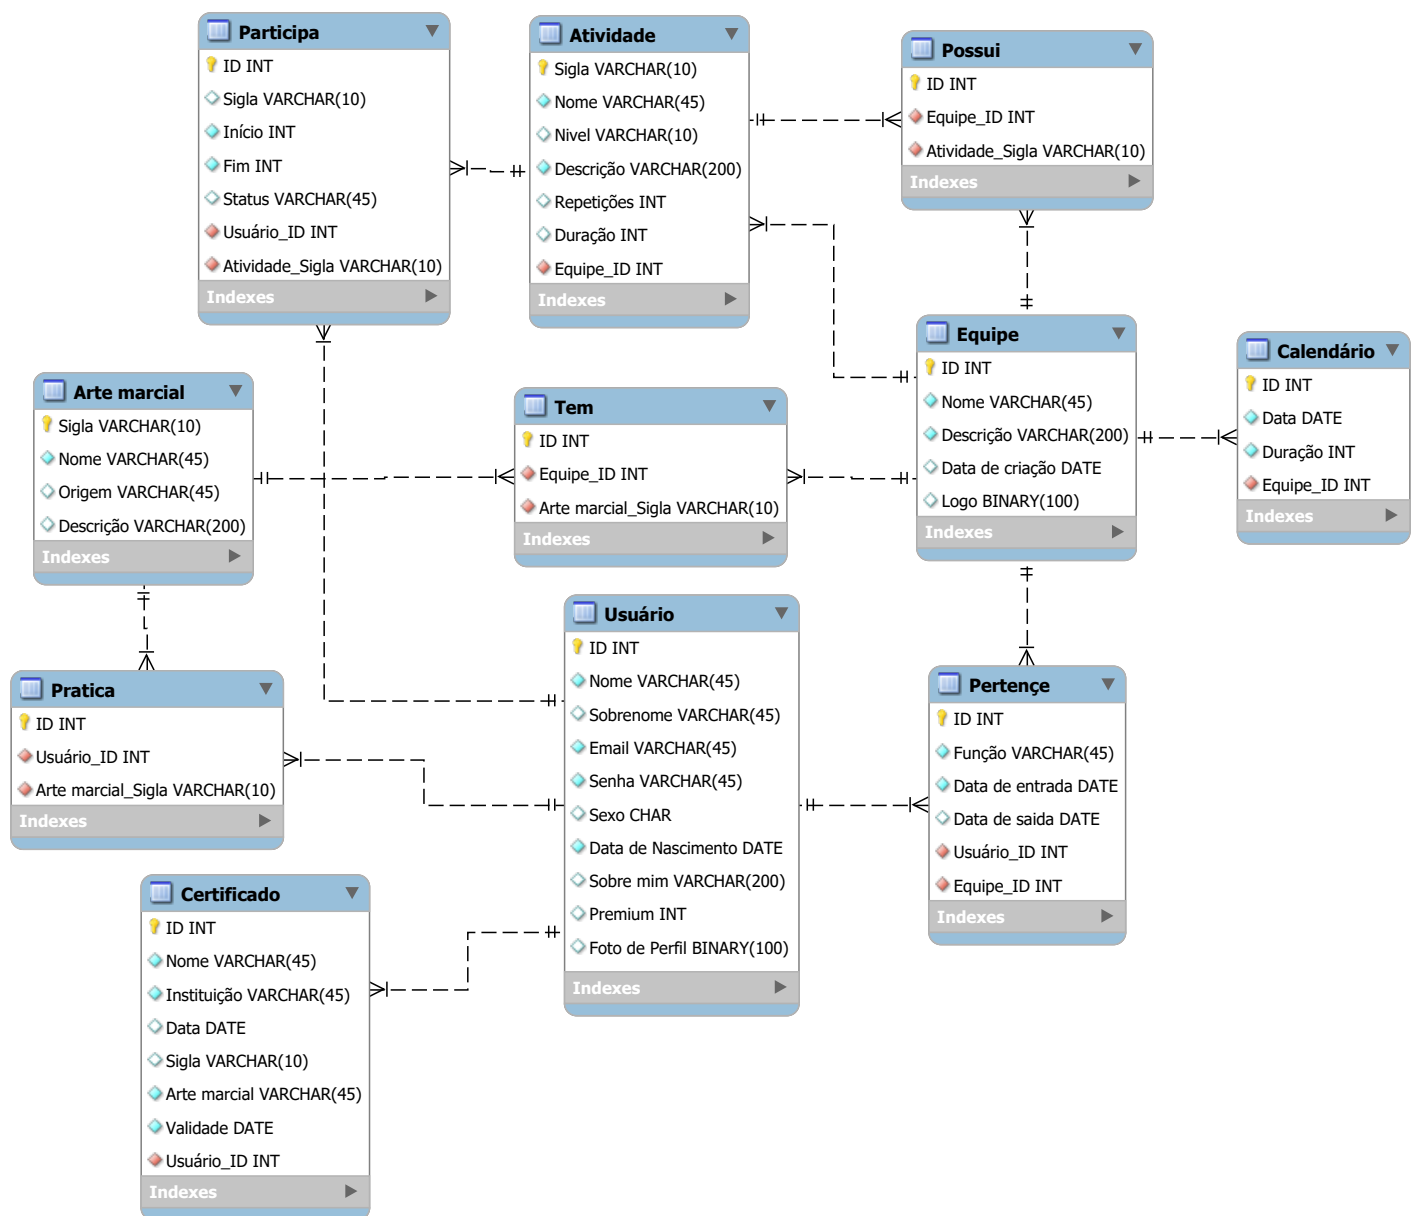 Participa
ID INT
Sigla VARCHAR(10)
Início INT
Fim INT
Status VARCHAR(45)
Usuário_ID INT
Atividade_Sigla VARCHAR(10)
Indexes
Atividade
Sigla VARCHAR(10)
Nome VARCHAR(45)
Nivel VARCHAR(10)
Descrição VARCHAR(200)
Repetições INT
Duração INT
Equipe_ID INT
Indexes
Possui
ID INT
Equipe_ID INT
Atividade_Sigla VARCHAR(10)
Indexes
Arte marcial
Sigla VARCHAR(10)
Nome VARCHAR(45)
Origem VARCHAR(45)
Descrição VARCHAR(200)
Indexes
Tem
ID INT
Equipe_ID INT
Arte marcial_Sigla VARCHAR(10)
Indexes
Equipe
ID INT
Nome VARCHAR(45)
Descrição VARCHAR(200)
Data de criação DATE
Logo BINARY(100)
Indexes
Calendário
ID INT
Data DATE
Duração INT
Equipe_ID INT
Indexes
Pratica
ID INT
Usuário_ID INT
Arte marcial_Sigla VARCHAR(10)
Indexes
Usuário
ID INT
Nome VARCHAR(45)
Sobrenome VARCHAR(45)
Email VARCHAR(45)
Senha VARCHAR(45)
Sexo CHAR
Data de Nascimento DATE
Sobre mim VARCHAR(200)
Premium INT
Foto de Perfil BINARY(100)
Indexes
Pertençe
ID INT
Função VARCHAR(45)
Data de entrada DATE
Data de saida DATE
Usuário_ID INT
Equipe_ID INT
Indexes
Certificado
ID INT
Nome VARCHAR(45)
Instituição VARCHAR(45)
Data DATE
Sigla VARCHAR(10)
Arte marcial VARCHAR(45)
Validade DATE
Usuário_ID INT
Indexes